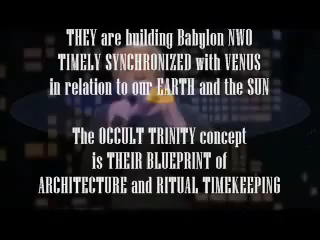 THEY are building Babylon NWO
TIMELY SYNCHRONIZED with VENUS
in relation to our EARTH and the SUN
The OCCULT TRINITY concept
is THEIR BLUEPRINT of
ARCHITECTURE and RITUAL TIMEKEEPING